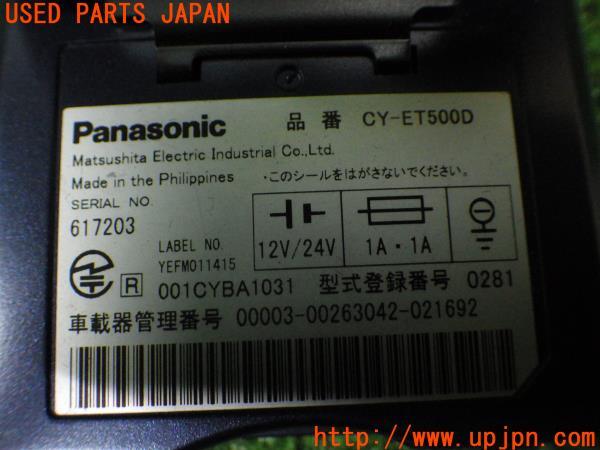 USED PARTS JAPAN
Panasonic 品番 CY-ET500D
Matsushita Electric Industrial Co.,Ltd.
Made in the Philippines ・このシールをはがさないでください。
SERIAL NO.
617203
LABEL NO.
YEFM011415
12V/24V 1A・1A
R 001CYBA1031 型式登録番号 0281
車載器管理番号 00003-00263042-021692
http://www.upjpn.com